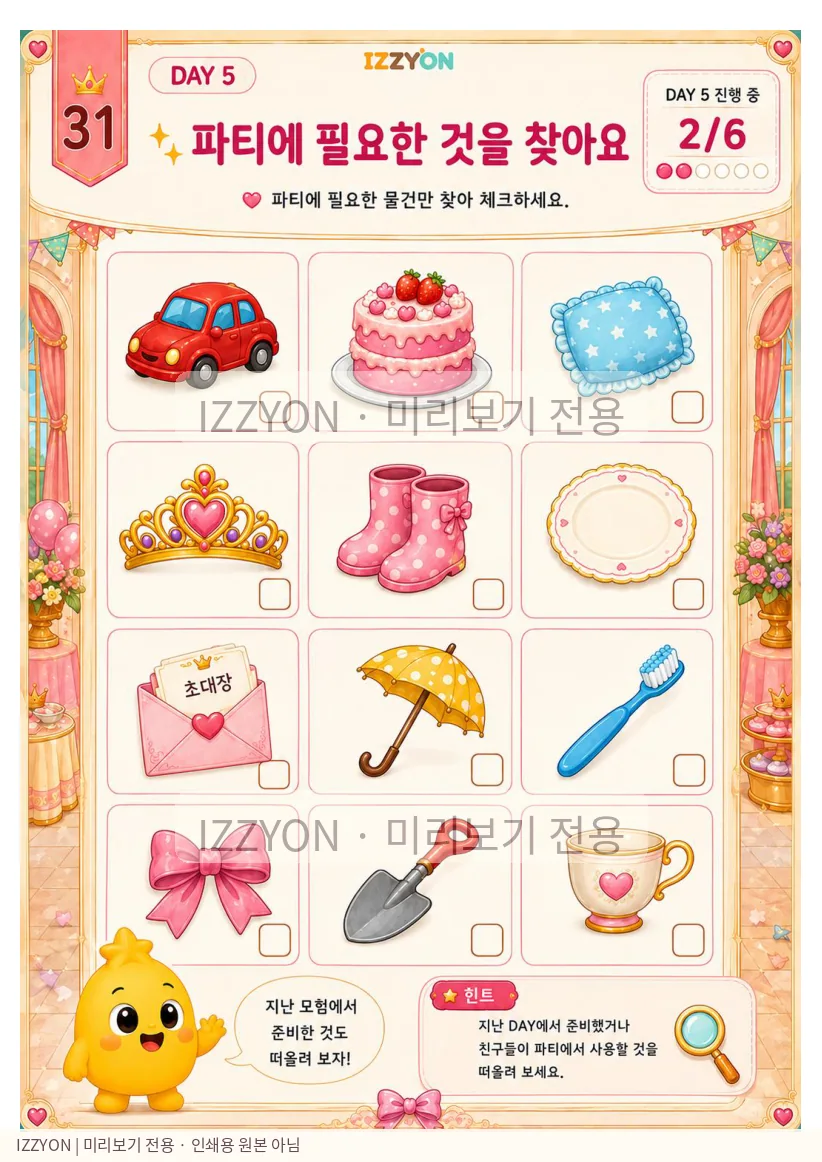 IZZYON
DAY 5
31
파티에 필요한 것을 찾아요
파티에 필요한 물건만 찾아 체크하세요.
DAY 5 진행 중
2/6
IZZYON · 미리보기 전용
초대장
IZZYON · 미리보기 전용
지난 모험에서
준비한 것도
떠올려 보자!
힌트
지난 DAY에서 준비했거나
친구들이 파티에서 사용할 것을
떠올려 보세요.
IZZYON | 미리보기 전용 · 인쇄용 원본 아님